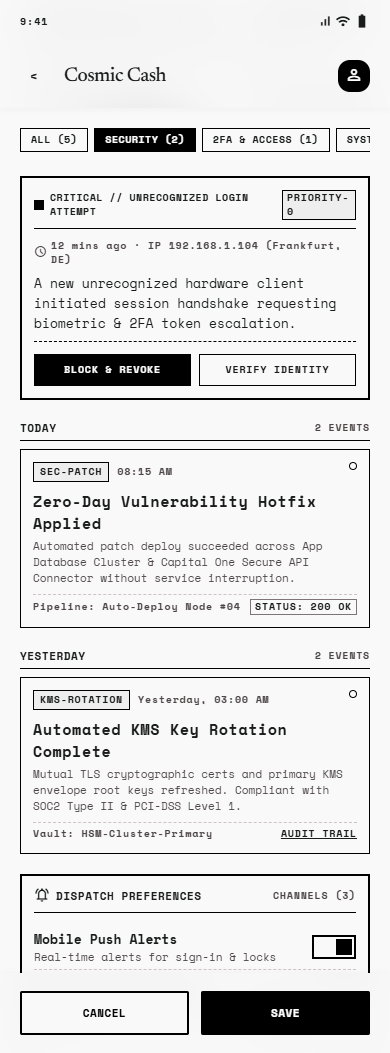 9:41
< Cosmic Cash
ALL (5) SECURITY (2) 2FA & ACCESS (1) SYST
CRITICAL // UNRECOGNIZED LOGIN
ATTEMPT
PRIORITY-
0
12 mins ago · IP 192.168.1.104 (Frankfurt,
DE)
A new unrecognized hardware client
initiated session handshake requesting
biometric & 2FA token escalation.
BLOCK & REVOKE VERIFY IDENTITY
TODAY 2 EVENTS
SEC-PATCH 08:15 AM
Zero-Day Vulnerability Hotfix
Applied
Automated patch deploy succeeded across App
Database Cluster & Capital One Secure API
Connector without service interruption.
Pipeline: Auto-Deploy Node #04 STATUS: 200 OK
YESTERDAY 2 EVENTS
KMS-ROTATION Yesterday, 03:00 AM
Automated KMS Key Rotation
Complete
Mutual TLS cryptographic certs and primary KMS
envelope root keys refreshed. Compliant with
SOC2 Type II & PCI-DSS Level 1.
Vault: HSM-Cluster-Primary AUDIT TRAIL
DISPATCH PREFERENCES CHANNELS (3)
Mobile Push Alerts
Real-time alerts for sign-in & locks
CANCEL SAVE